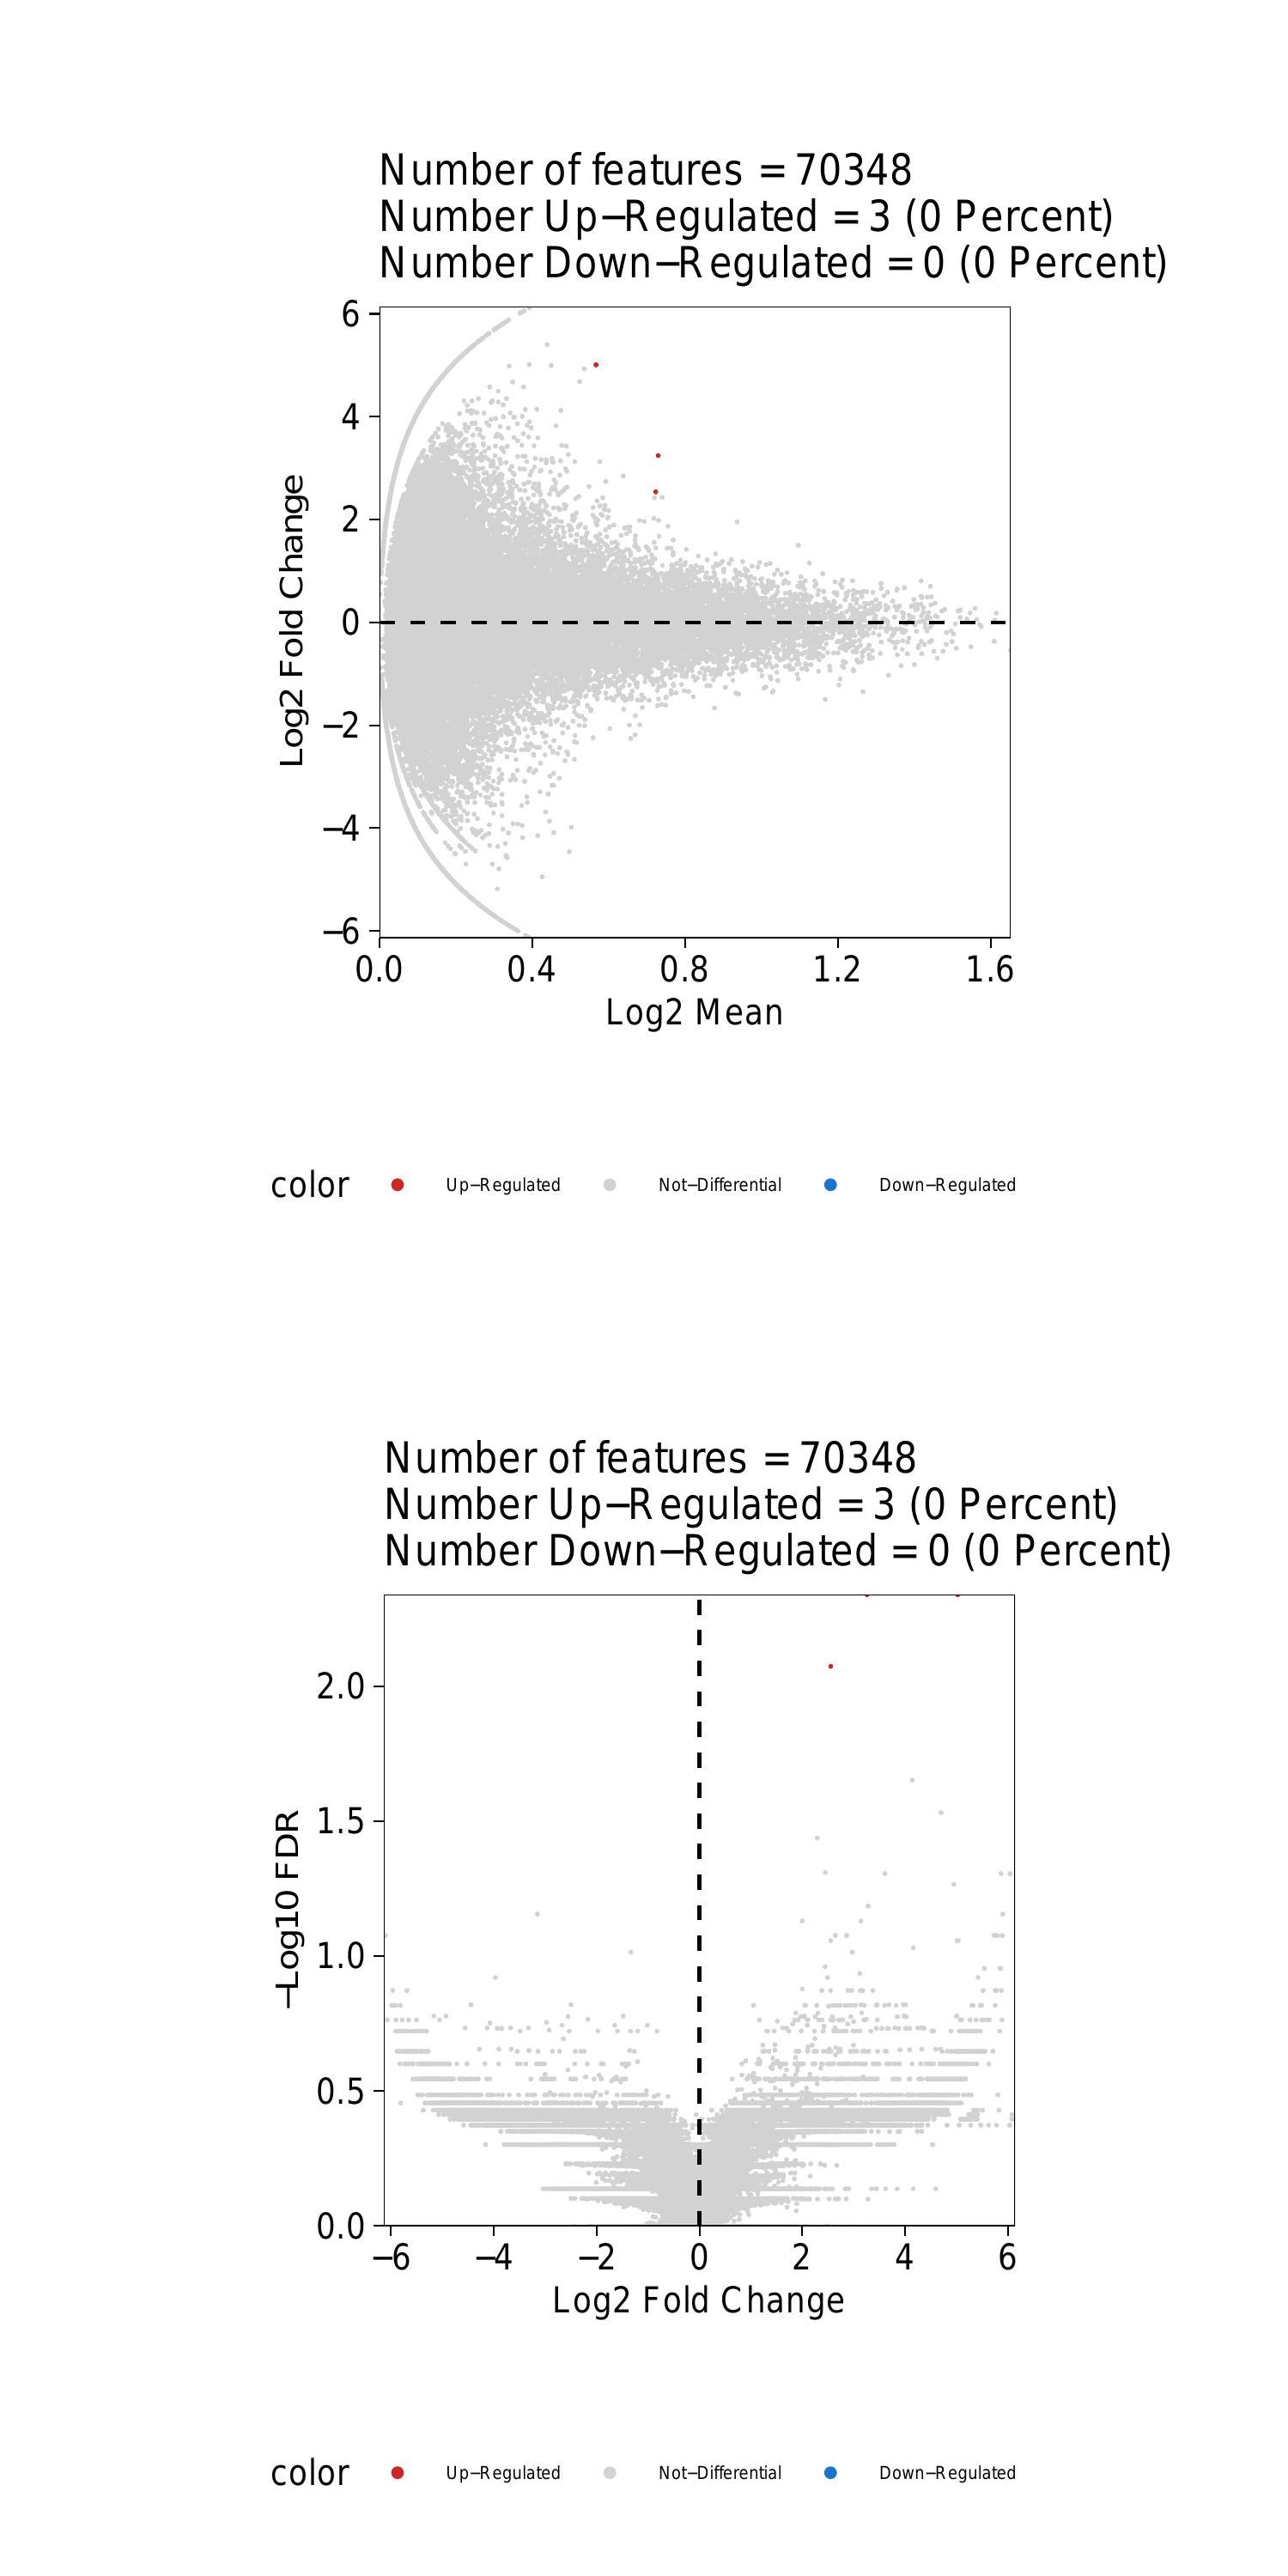 Number of features = 70348
Number Up−Regulated = 3 (0 Percent)
Number Down−Regulated = 0 (0 Percent)
6
4
2
0
−2
−4
−6
Log2 Fold Change
0.0 0.4 0.8 1.2 1.6
Log2 Mean
color Up−Regulated Not−Differential Down−Regulated
Number of features = 70348
Number Up−Regulated = 3 (0 Percent)
Number Down−Regulated = 0 (0 Percent)
2.0
1.5
1.0
0.5
0.0
−Log10 FDR
−6 −4 −2 0 2 4 6
Log2 Fold Change
color Up−Regulated Not−Differential Down−Regulated